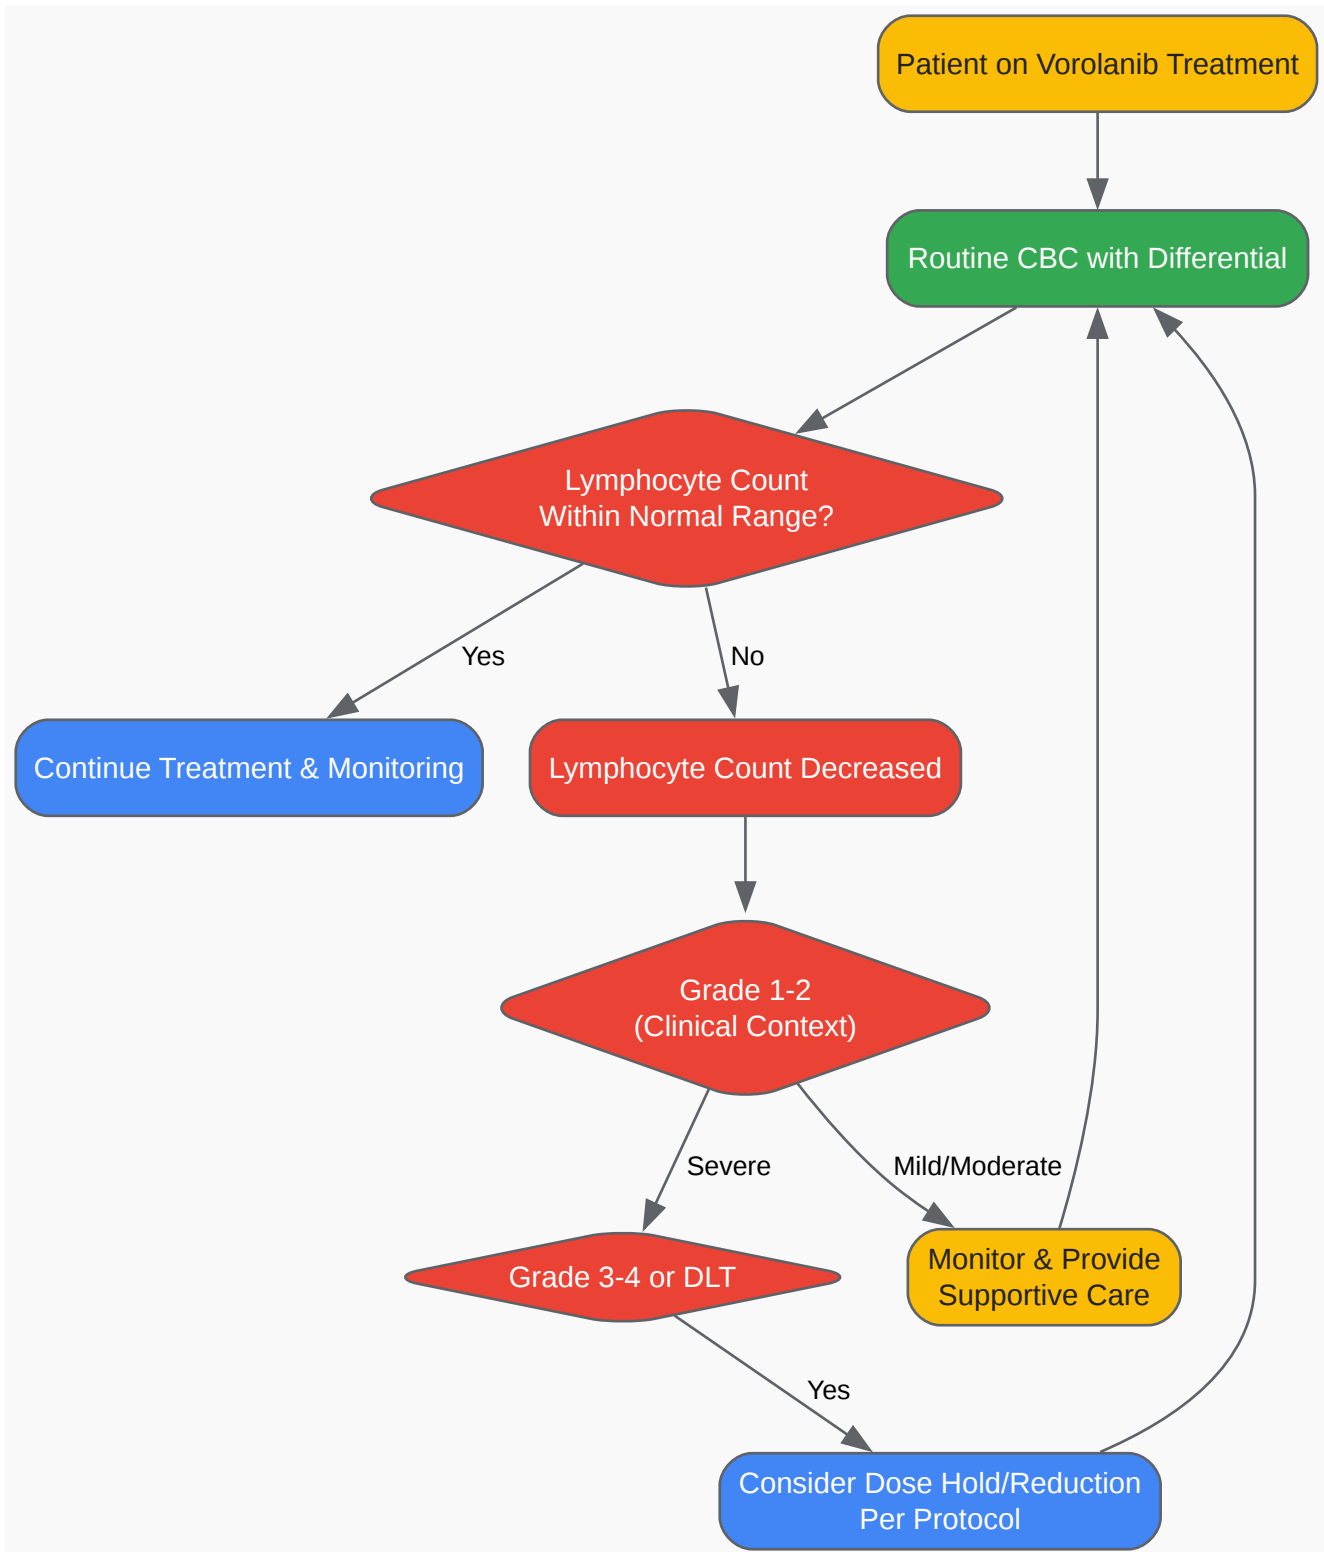 Patient on Vorolanib Treatment
Routine CBC with Differential
Lymphocyte Count
Within Normal Range?
Yes
No
Continue Treatment & Monitoring
Lymphocyte Count Decreased
Grade 1-2
(Clinical Context)
Severe
Mild/Moderate
Grade 3-4 or DLT
Monitor & Provide
Supportive Care
Yes
Consider Dose Hold/Reduction
Per Protocol